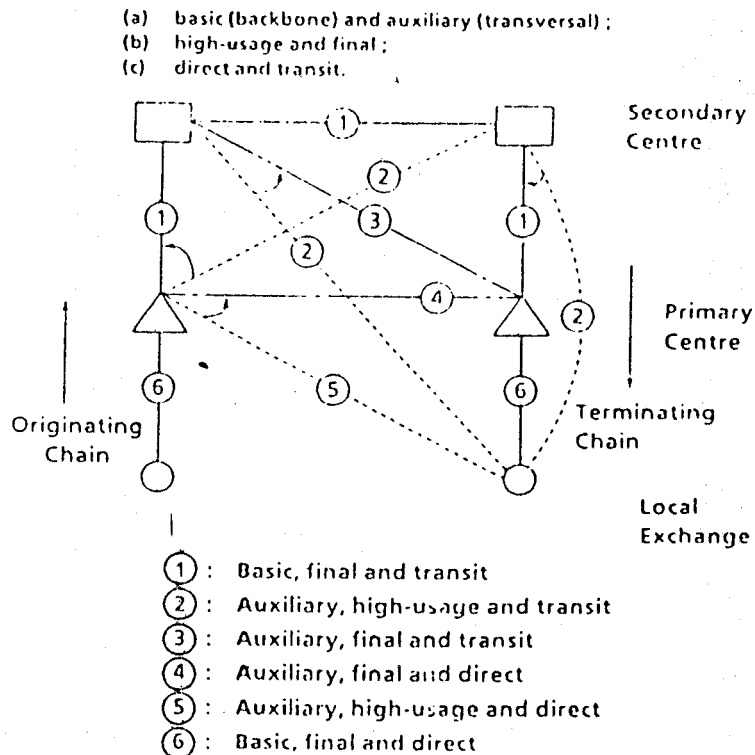 (a) basic (backbone) and auxiliary (transversal) ;
(b) high-usage and final ;
(c) direct and transit.
1
Secondary
Centre
2
1
3
1
2
4
2
Primary
Centre
6
5
6
Originating
Chain
Terminating
Chain
Local
Exchange
1 : Basic, final and transit
2 : Auxiliary, high-usage and transit
3 : Auxiliary, final and transit
4 : Auxiliary, final and direct
5 : Auxiliary, high-usage and direct
6 : Basic, final and direct